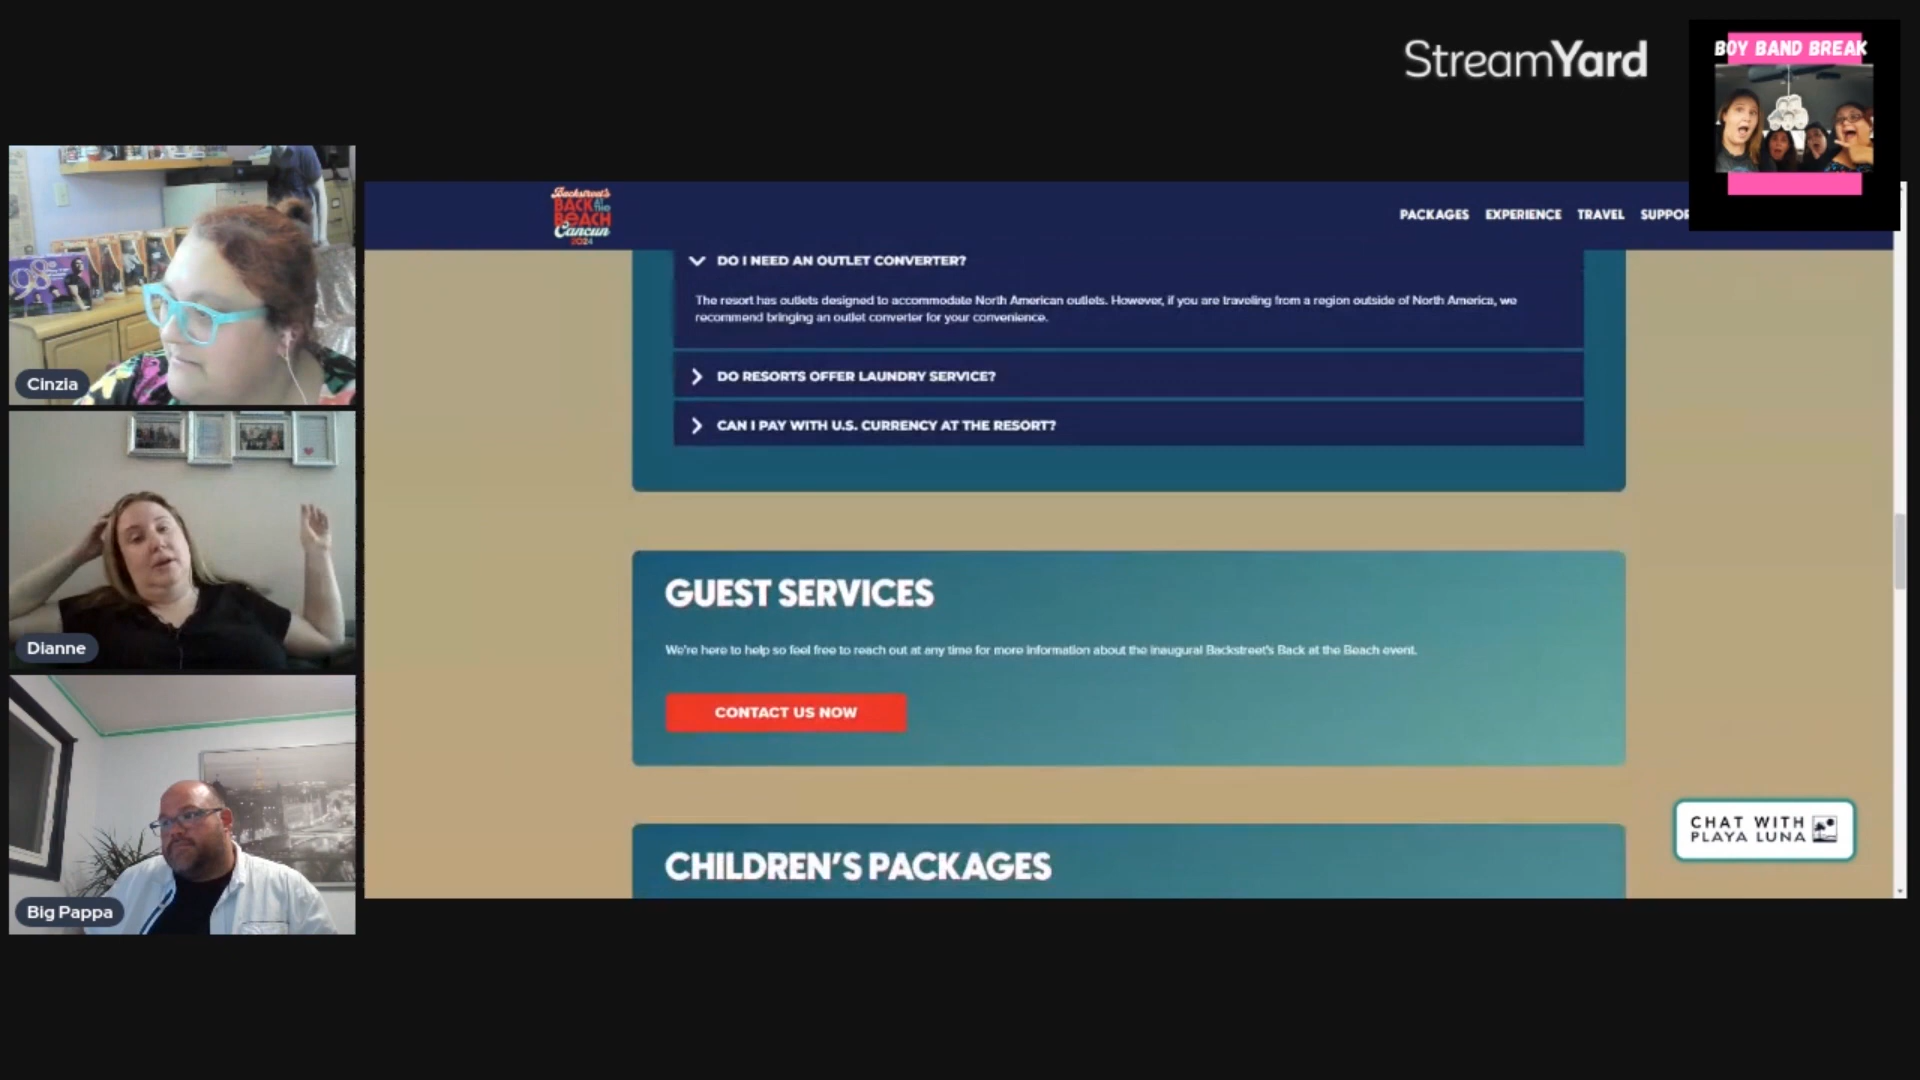 StreamYard
BOY BAND BREAK
Backstreet's
BACK AT THE
BEACH
Cancun
2024
PACKAGES EXPERIENCE TRAVEL SUPPOR
98
DO I NEED AN OUTLET CONVERTER?
The resort has outlets designed to accommodate North American outlets. However, if you are traveling from a region outside of North America, we
recommend bringing an outlet converter for your convenience.
DO RESORTS OFFER LAUNDRY SERVICE?
CAN I PAY WITH U.S. CURRENCY AT THE RESORT?
Cinzia
GUEST SERVICES
We're here to help so feel free to reach out at any time for more information about the inaugural Backstreet's Back at the Beach event.
Dianne
CONTACT US NOW
CHAT WITH
PLAYA LUNA
CHILDREN'S PACKAGES
Big Pappa